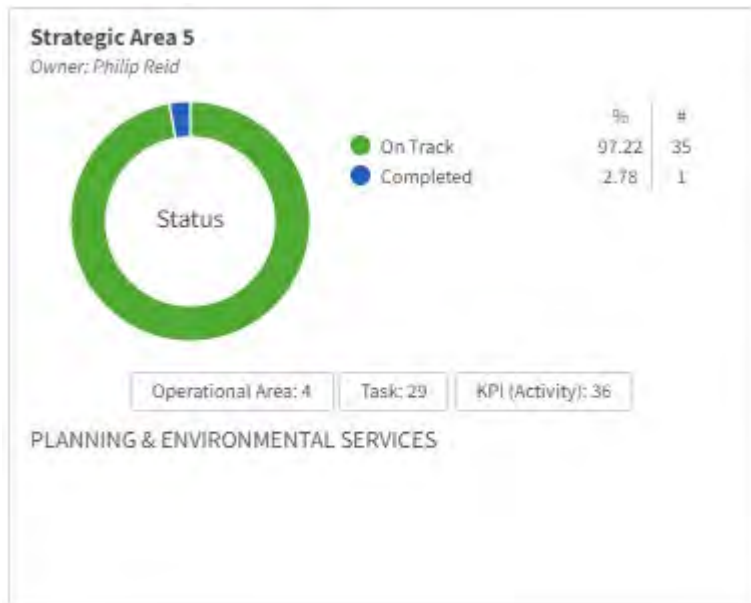 Strategic Area 5
Owner: Philip Reid
% #
On Track 97.22 35
Completed 2.78 1
Status
Operational Area: 4 Task: 29 KPI (Activity): 36
PLANNING & ENVIRONMENTAL SERVICES